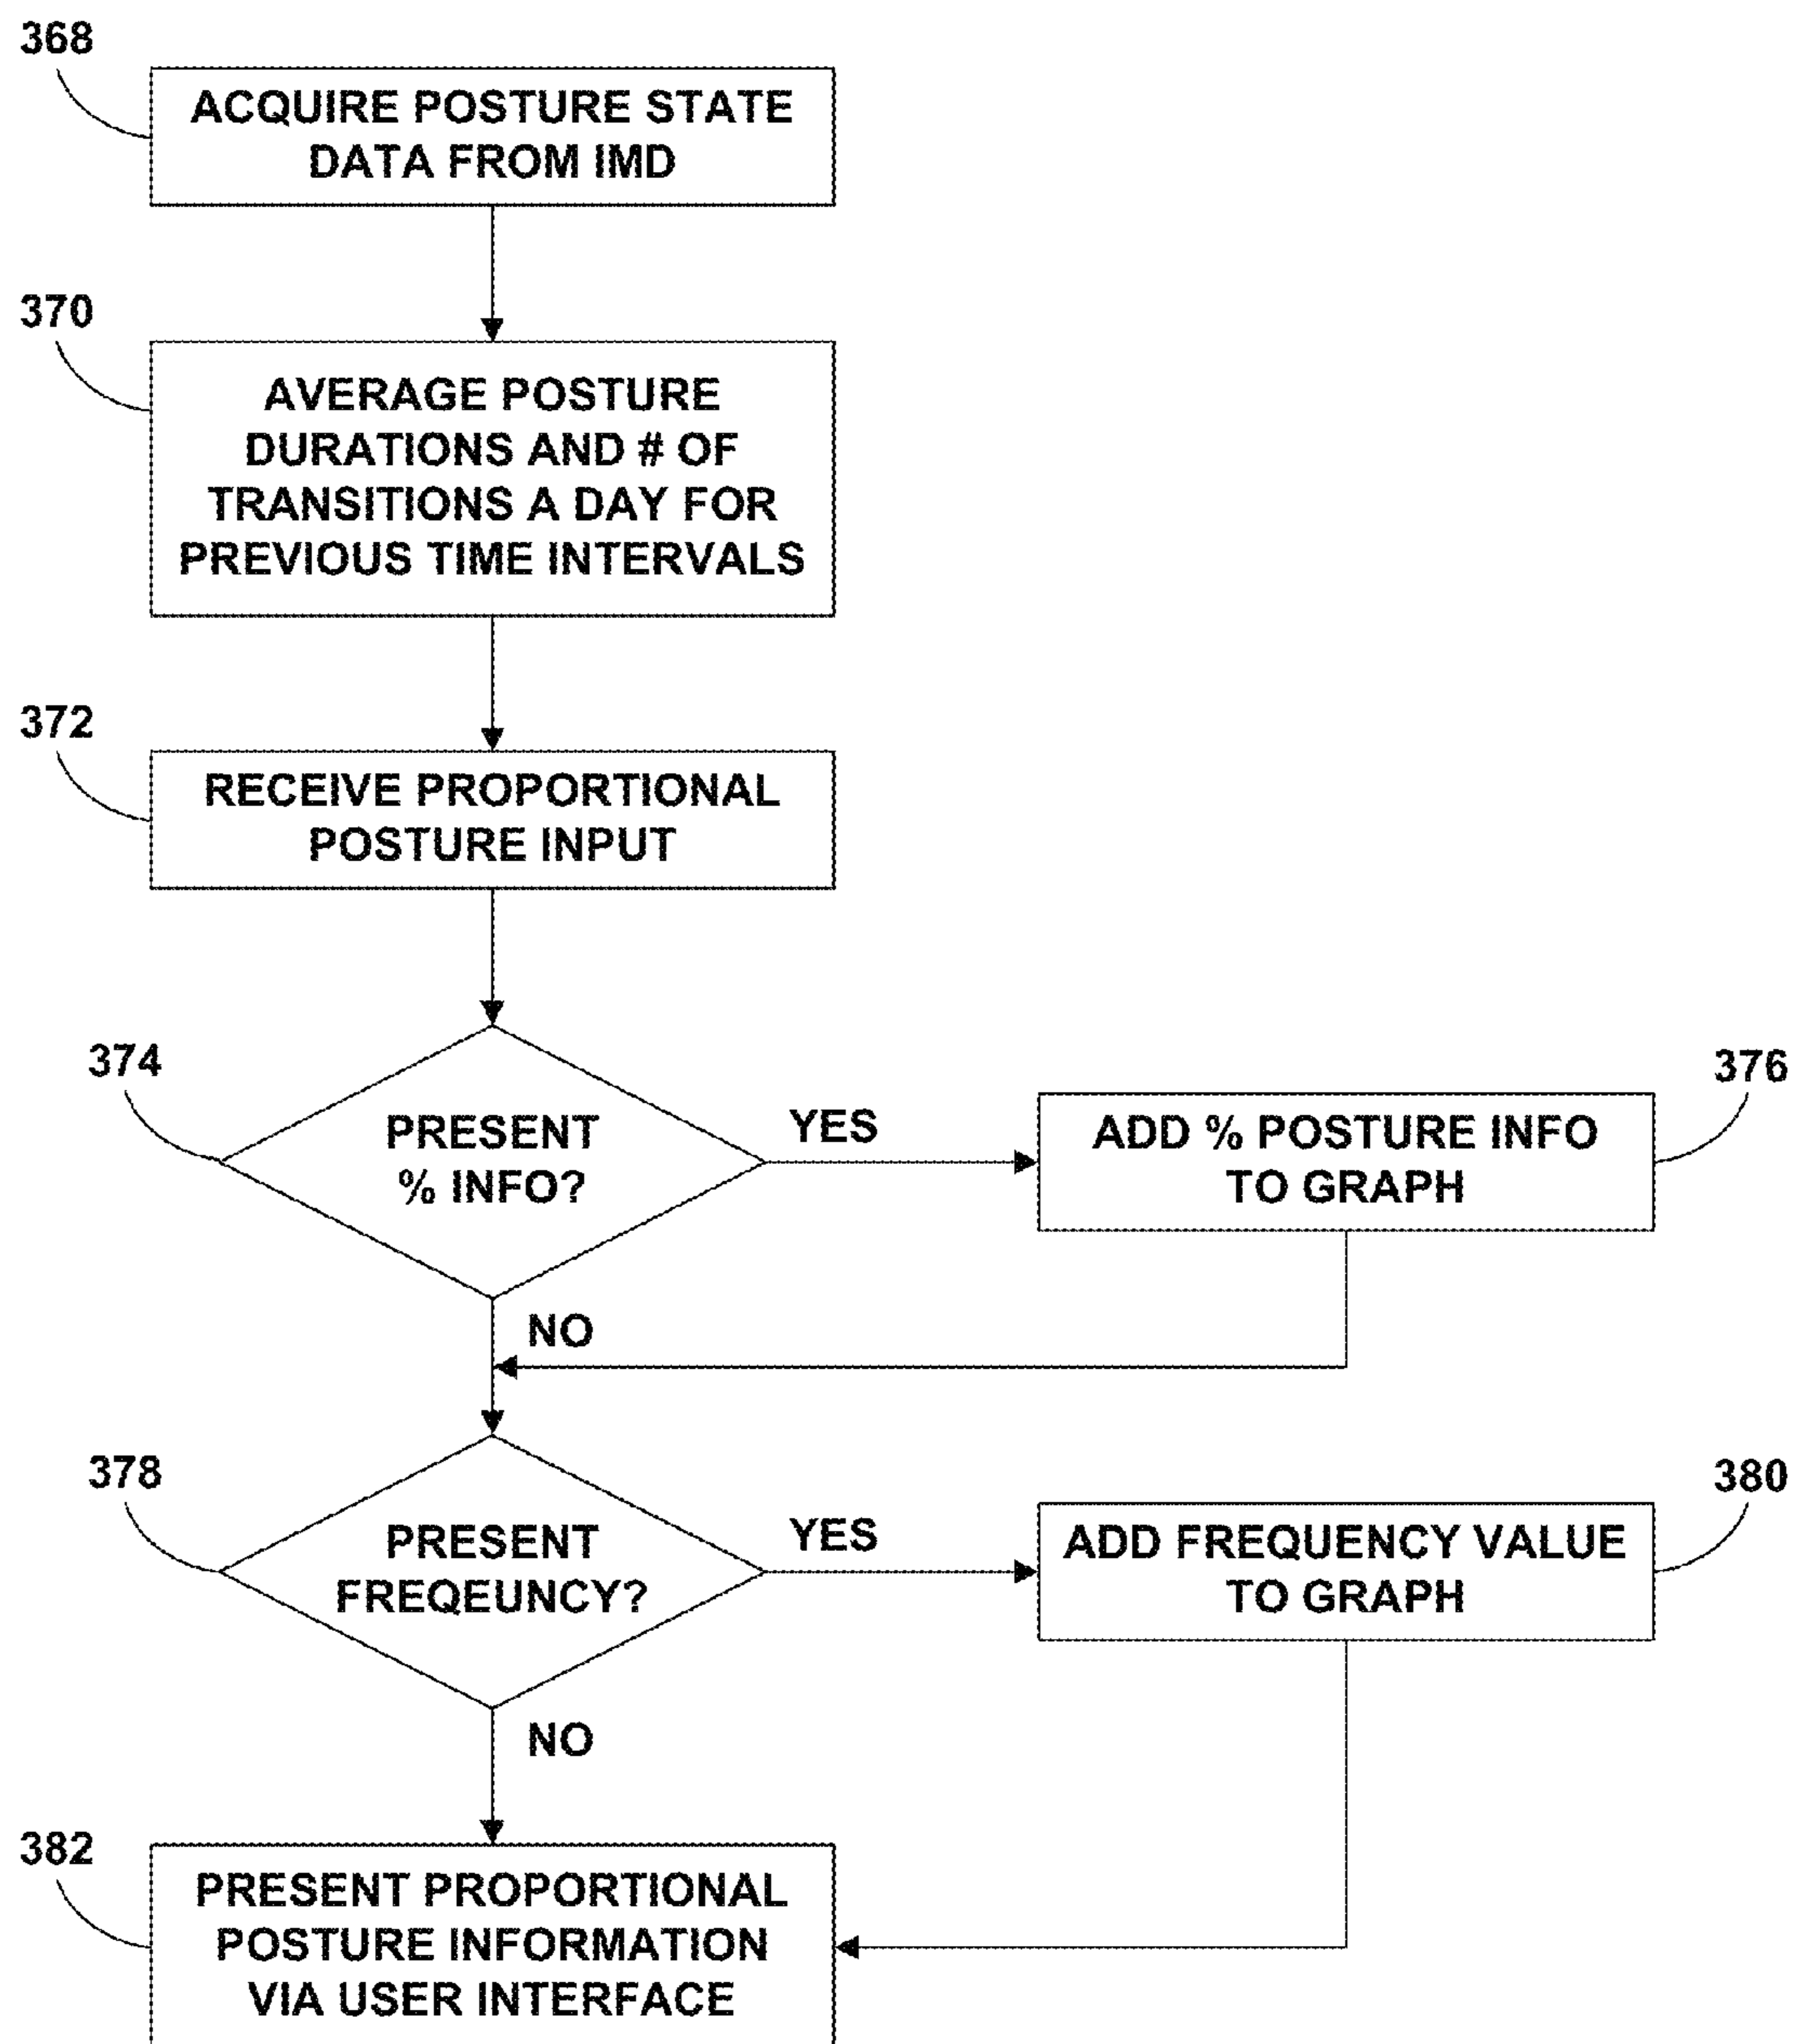 368
ACQUIRE POSTURE STATE
DATA FROM IMD
370
AVERAGE POSTURE
DURATIONS AND # OF
TRANSITIONS A DAY FOR
PREVIOUS TIME INTERVALS
372
RECEIVE PROPORTIONAL
POSTURE INPUT
374
PRESENT
% INFO?
YES
376
ADD % POSTURE INFO
TO GRAPH
NO
378
PRESENT
FREQEUNCY?
YES
380
ADD FREQUENCY VALUE
TO GRAPH
NO
382
PRESENT PROPORTIONAL
POSTURE INFORMATION
VIA USER INTERFACE